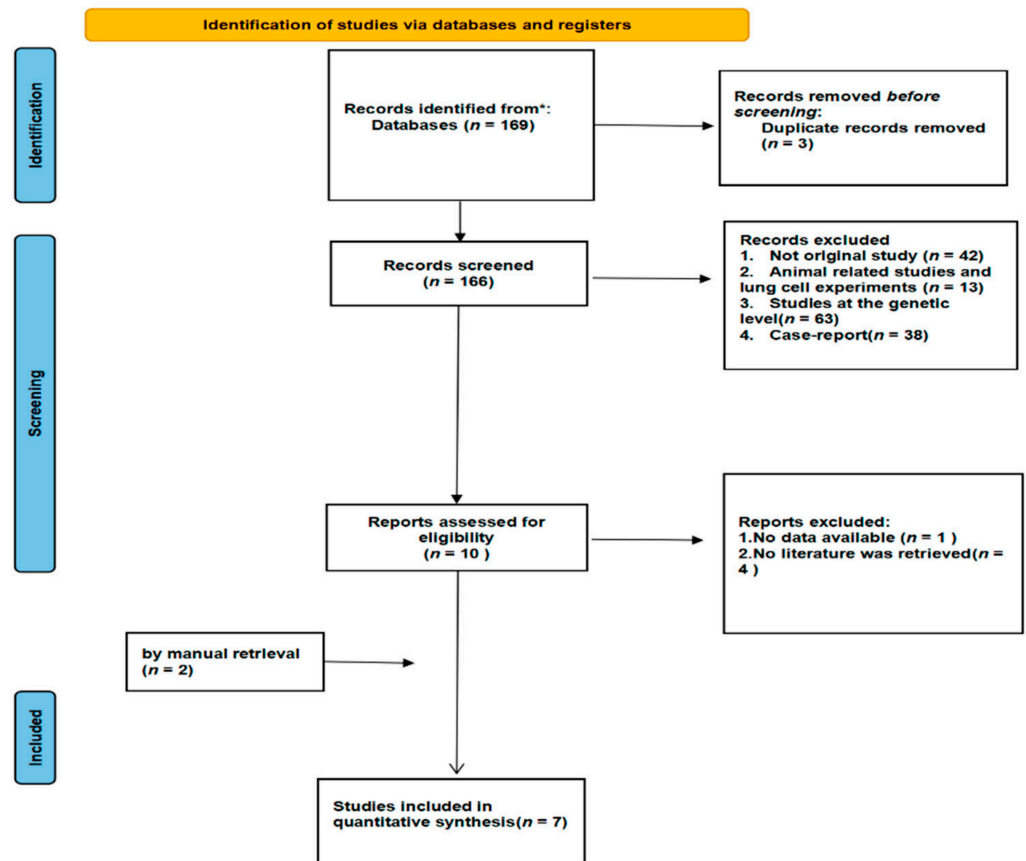 Identification of studies via databases and registers
Identification
Records identified from*:
Databases (n = 169)
Records removed before
screening:
Duplicate records removed
(n = 3)
Screening
Records screened
(n = 166)
Records excluded
1. Not original study (n = 42)
2. Animal related studies and
lung cell experiments (n = 13)
3. Studies at the genetic
level(n = 63)
4. Case-report(n = 38)
Reports assessed for
eligibility
(n = 10 )
Reports excluded:
1.No data available (n = 1 )
2.No literature was retrieved(n =
4 )
by manual retrieval
(n = 2)
Included
Studies included in
quantitative synthesis(n = 7)